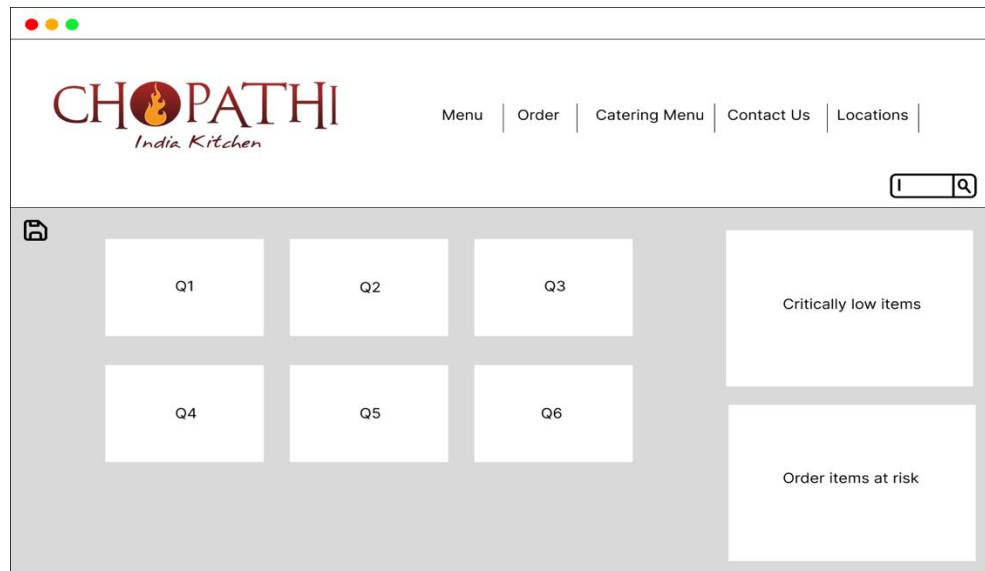 CHOPATHI
India Kitchen
Menu Order Catering Menu Contact Us Locations
Q1 Q2 Q3
Critically low items
Q4 Q5 Q6
Order items at risk